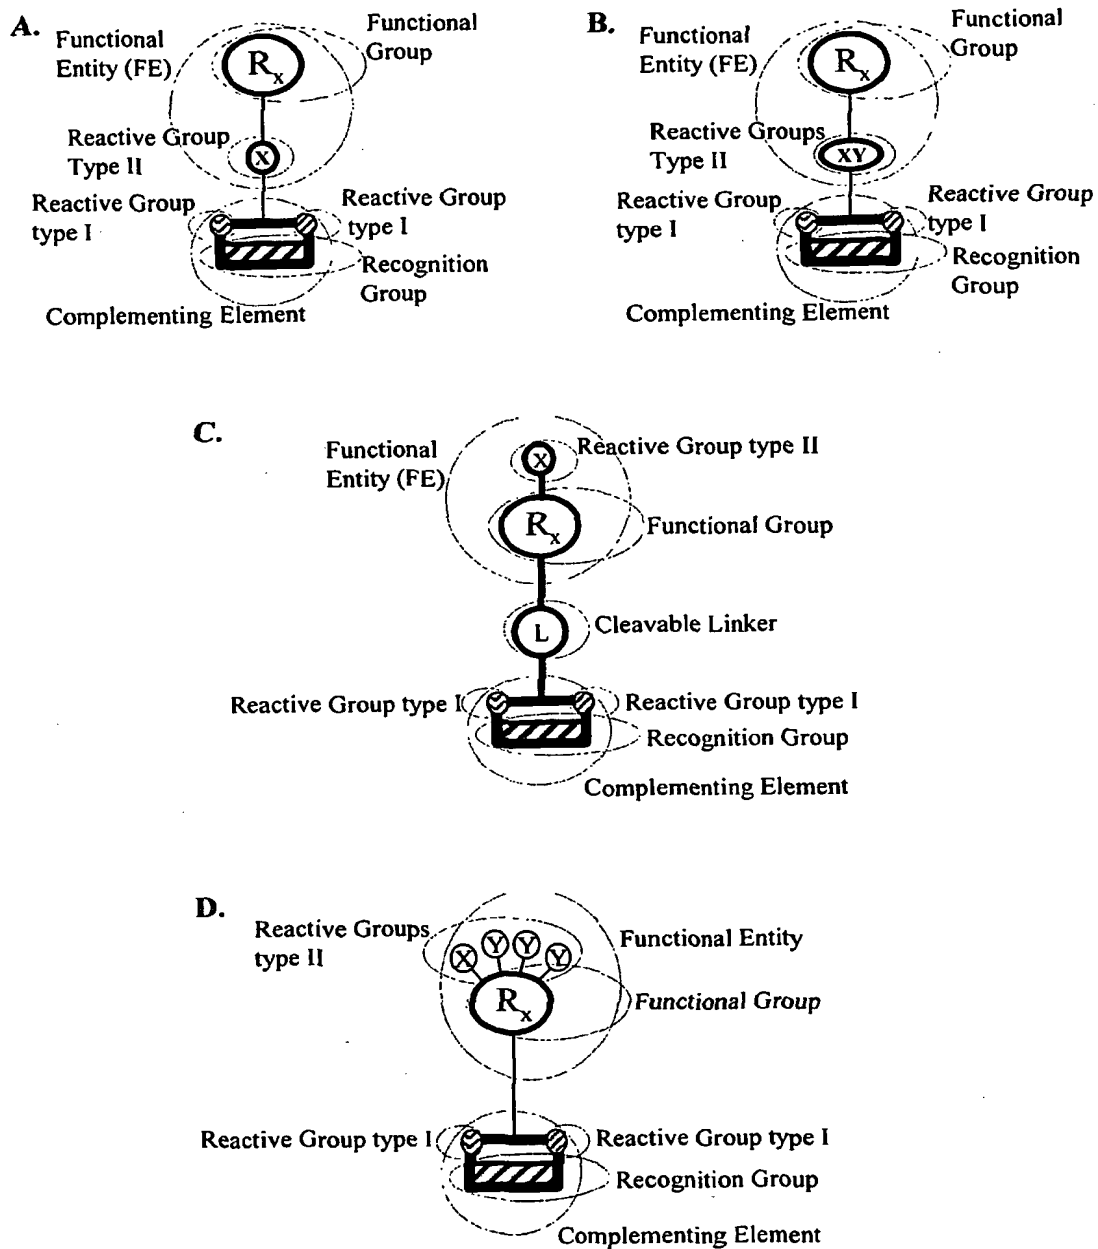 A.
Functional
Entity (FE)
Functional
Group
Rx
Reactive Group
Type II
X
Reactive Group
type I
Reactive Group
type I
Recognition
Group
Complementing Element
B.
Functional
Entity (FE)
Functional
Group
Rx
Reactive Groups
Type II
XY
Reactive Group
type I
Reactive Group
type I
Recognition
Group
Complementing Element
C.
Functional
Entity (FE)
X
Reactive Group type II
Rx
Functional Group
L
Cleavable Linker
Reactive Group type I
Reactive Group type I
Recognition Group
Complementing Element
D.
Reactive Groups
type II
X Y Y Y
Functional Entity
Rx
Functional Group
Reactive Group type I
Reactive Group type I
Recognition Group
Complementing Element